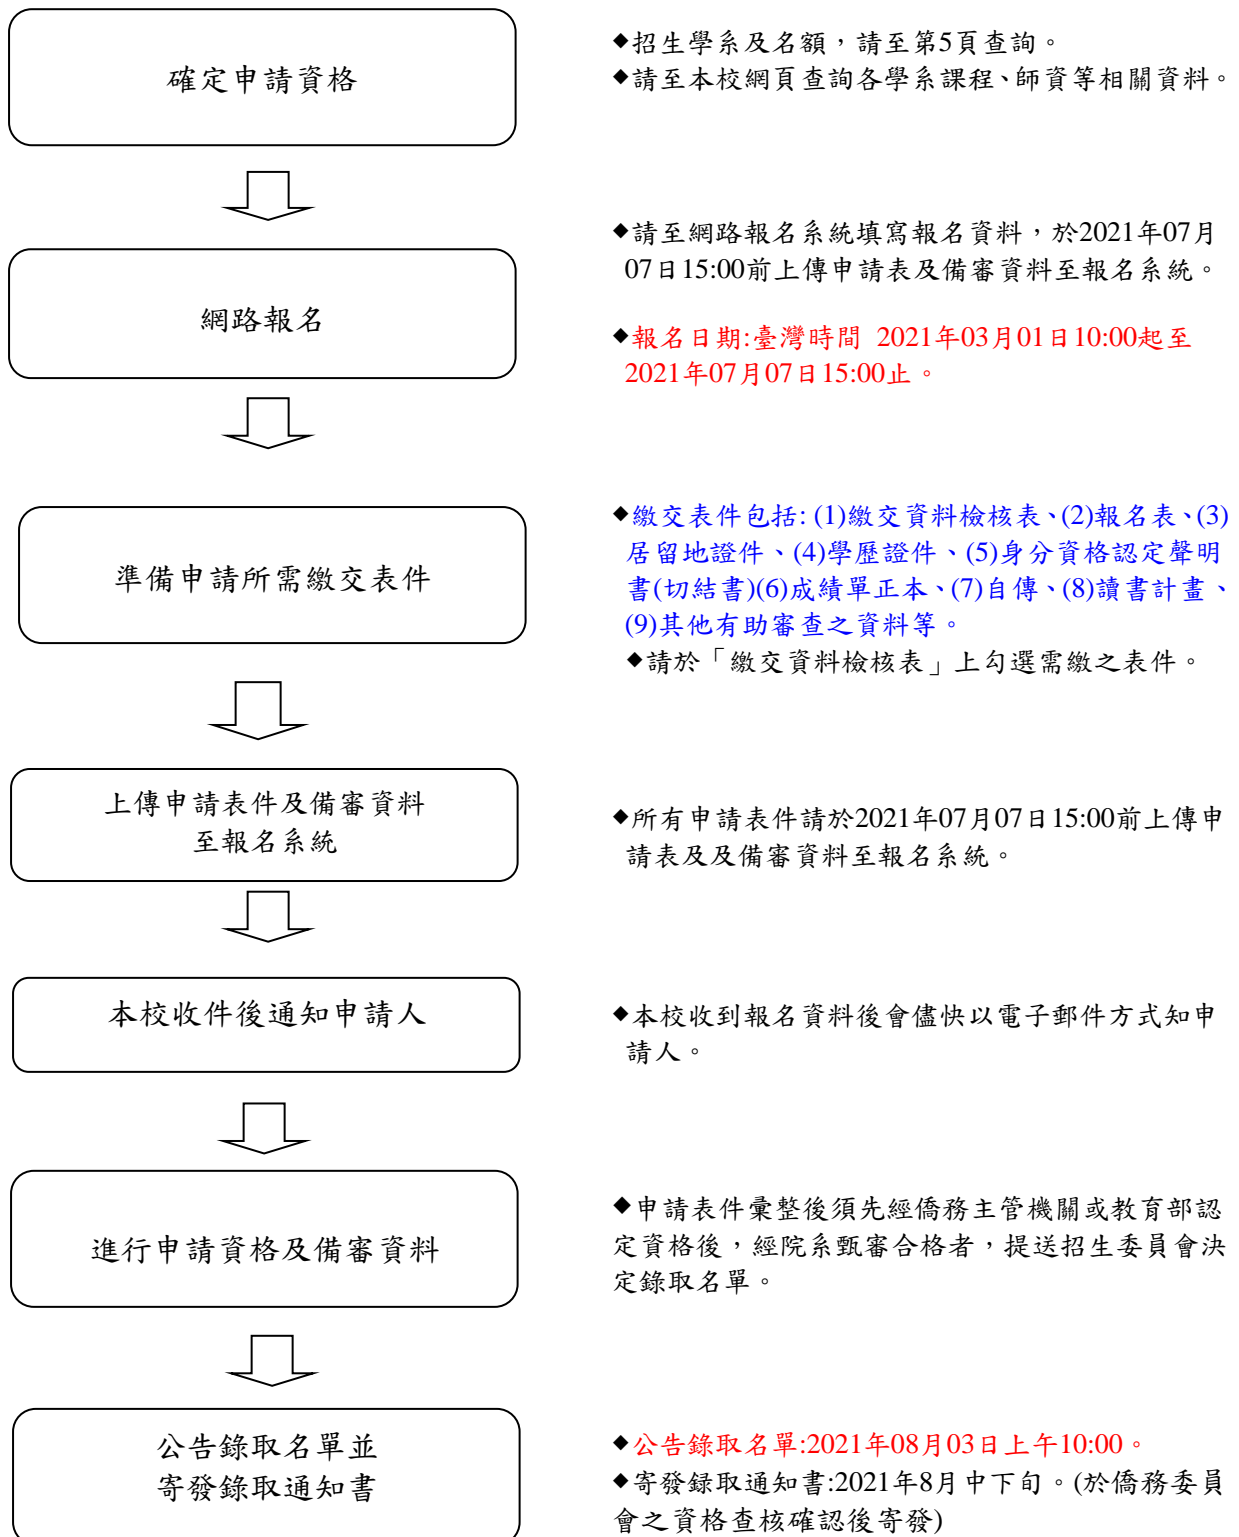 確定申請資格
◆招生學系及名額，請至第5頁查詢。
◆請至本校網頁查詢各學系課程、師資等相關資料。
網路報名
◆請至網路報名系統填寫報名資料，於2021年07月
07日15:00前上傳申請表及備審資料至報名系統。
◆報名日期:臺灣時間 2021年03月01日10:00起至
2021年07月07日15:00止。
準備申請所需繳交表件
◆繳交表件包括: (1)繳交資料檢核表、(2)報名表、(3)
居留地證件、(4)學歷證件、(5)身分資格認定聲明
書(切結書)(6)成績單正本、(7)自傳、(8)讀書計畫、
(9)其他有助審查之資料等。
◆請於「繳交資料檢核表」上勾選需繳之表件。
上傳申請表件及備審資料
至報名系統
◆所有申請表件請於2021年07月07日15:00前上傳申
請表及及備審資料至報名系統。
本校收件後通知申請人
◆本校收到報名資料後會儘快以電子郵件方式知申
請人。
進行申請資格及備審資料
◆申請表件彙整後須先經僑務主管機關或教育部認
定資格後，經院系甄審合格者，提送招生委員會決
定錄取名單。
公告錄取名單並
寄發錄取通知書
◆公告錄取名單:2021年08月03日上午10:00。
◆寄發録取通知書:2021年8月中下旬。(於僑務委員
會之資格查核確認後寄發)